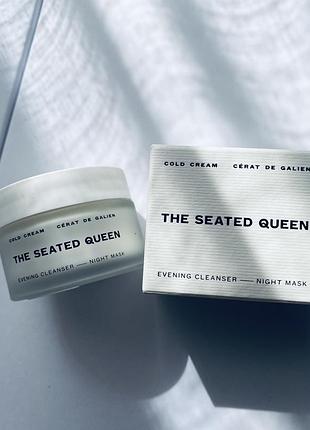 COLD CREAM CÉRAT DE GALIEN
THE SEATED QUEEN
EVENING CLEANSER — NIGHT MASK
COLD CREAM CÉRAT DE GALIEN
THE SEATED QUEEN
EVENING CLEANSER — NIGHT MASK